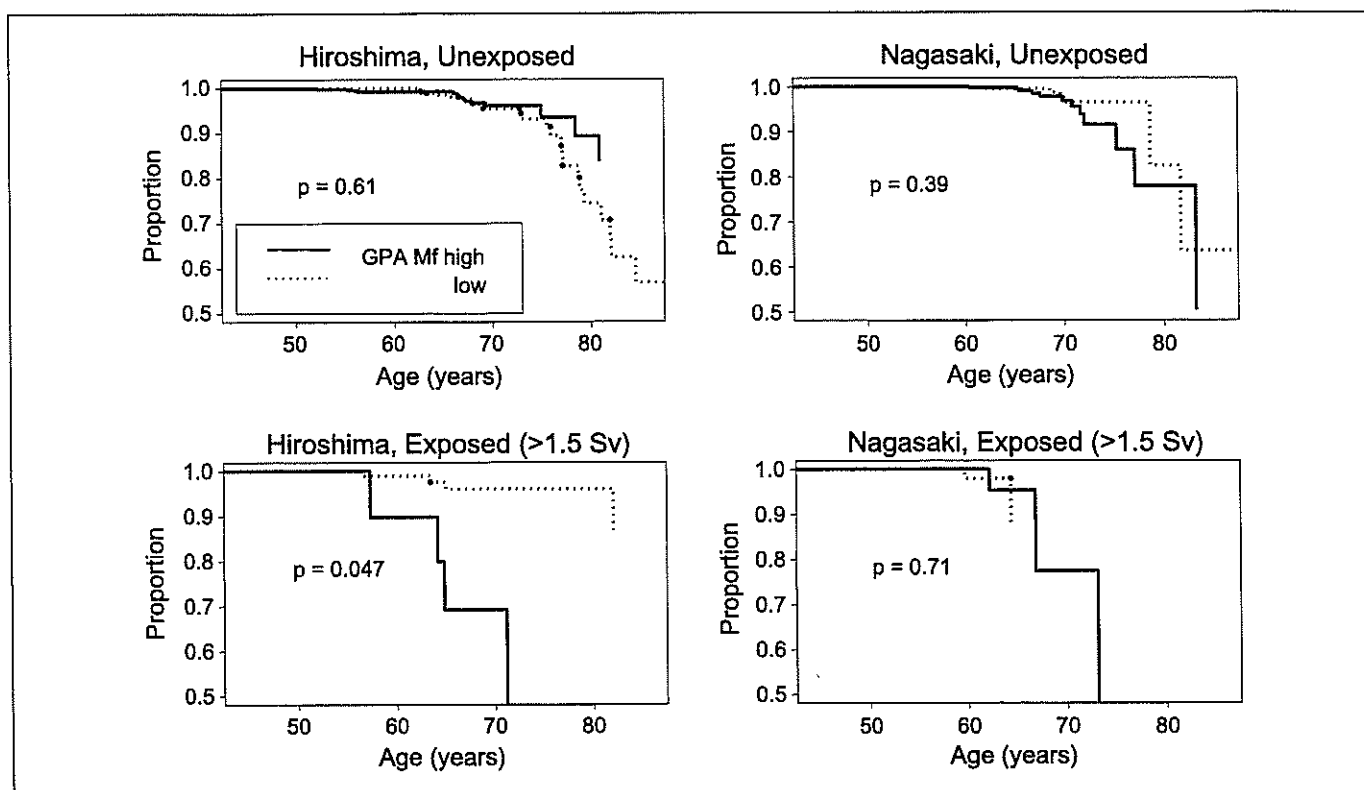 Hiroshima, Unexposed
Proportion
1.0
0.9
0.8
0.7
0.6
0.5
p = 0.61
GPA Mf high
low
50 60 70 80
Age (years)
Nagasaki, Unexposed
Proportion
1.0
0.9
0.8
0.7
0.6
0.5
p = 0.39
50 60 70 80
Age (years)
Hiroshima, Exposed (>1.5 Sv)
Proportion
1.0
0.9
0.8
0.7
0.6
0.5
p = 0.047
50 60 70 80
Age (years)
Nagasaki, Exposed (>1.5 Sv)
Proportion
1.0
0.9
0.8
0.7
0.6
0.5
p = 0.71
50 60 70 80
Age (years)